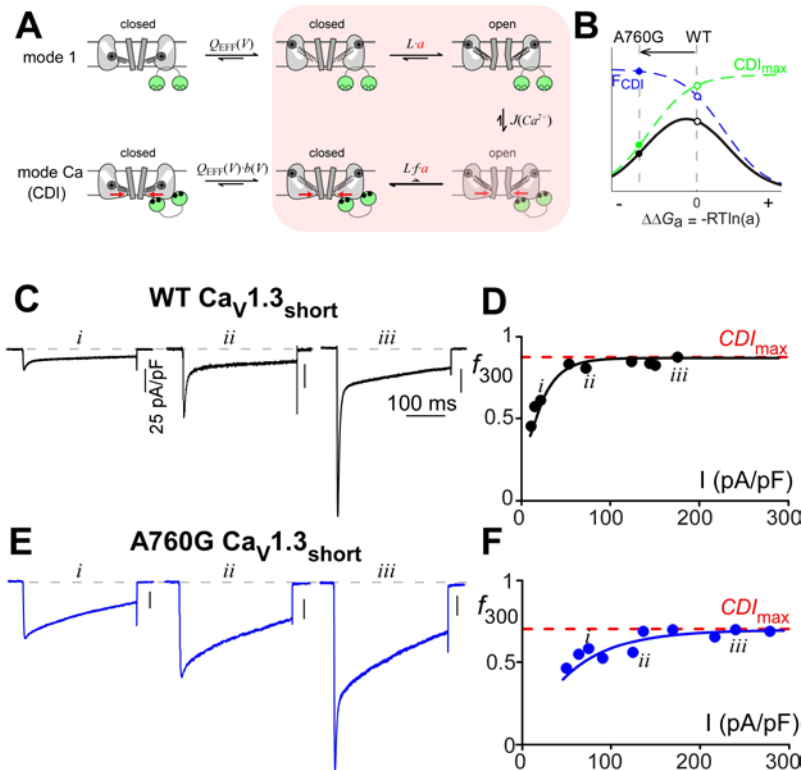 A
closed
closed
open
mode 1
Q_EFF(V)
L·a
J(Ca²⁺)
closed
closed
open
mode Ca
(CDI)
Q_EFF(V)·b(V)
L·f·a
B
A760G
WT
F_CDI
CDI_max
-
0
+
ΔΔG_a = -RTln(a)
C
WT Ca_V1.3_short
i
ii
iii
25 pA/pF
100 ms
D
1
CDI_max
f_300
i
ii
iii
0.5
I (pA/pF)
0
0
100
200
300
E
A760G Ca_V1.3_short
i
ii
iii
F
1
f_300
CDI_max
i
ii
iii
0.5
I (pA/pF)
0
0
100
200
300